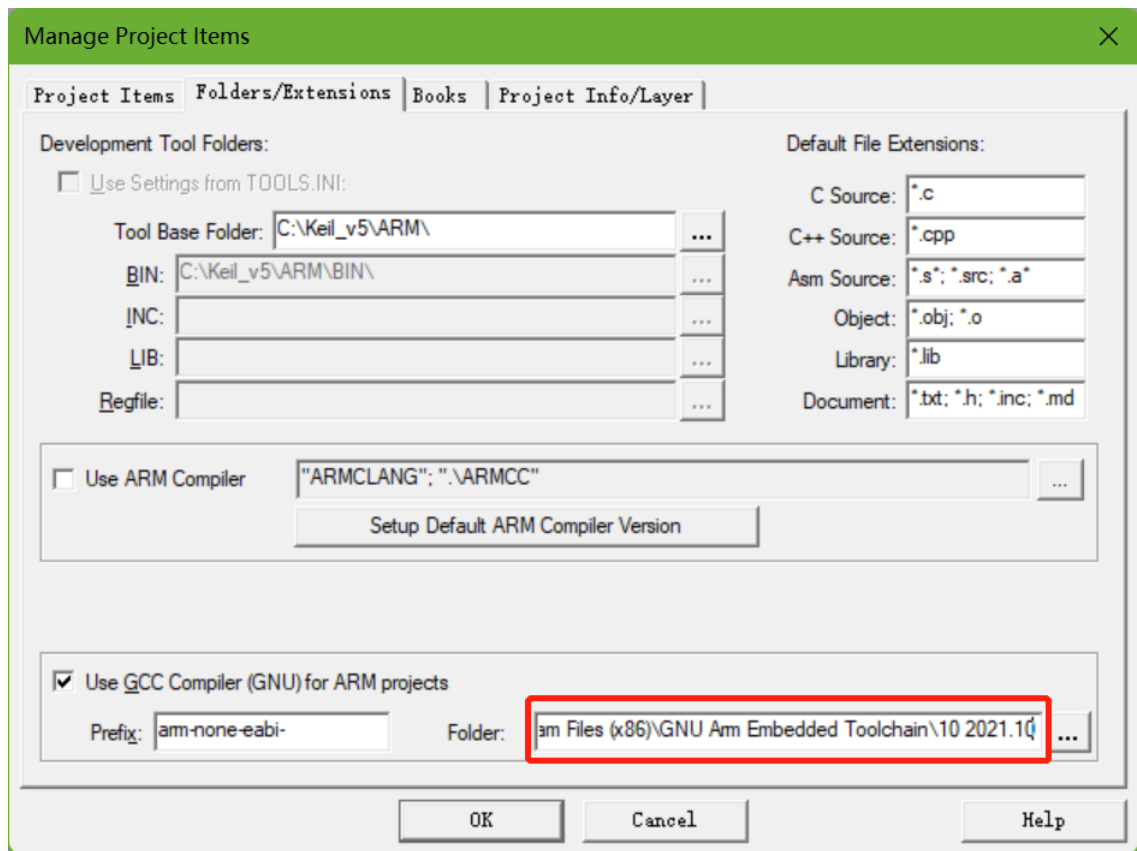 Manage Project Items
Project Items Folders/Extensions Books Project Info/Layer
Development Tool Folders:
Use Settings from TOOLS.INI:
Tool Base Folder: C:\Keil_v5\ARM\ ...
BIN: C:\Keil_v5\ARM\BIN\ ...
INC: ...
LIB: ...
Regfile: ...
Default File Extensions:
C Source: *.c
C++ Source: *.cpp
Asm Source: *.s*; *.src; *.a*
Object: *.obj; *.o
Library: *.lib
Document: *.txt; *.h; *.inc; *.md
Use ARM Compiler "ARMCLANG"; ".\ARMCC" ...
Setup Default ARM Compiler Version
Use GCC Compiler (GNU) for ARM projects
Prefix: arm-none-eabi- Folder: am Files (x86)\GNU Arm Embedded Toolchain\10 2021.10 ...
OK Cancel Help